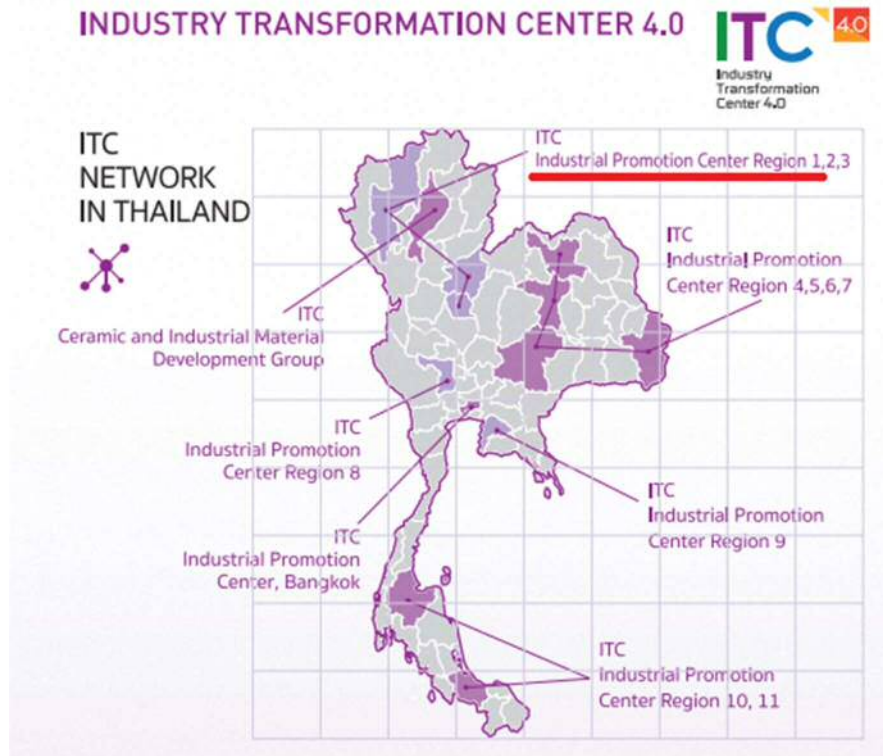 INDUSTRY TRANSFORMATION CENTER 4.0
ITC 4.0
Industry
Transformation
Center 4.0
ITC
NETWORK
IN THAILAND
ITC
Industrial Promotion Center Region 1,2,3
ITC
Industrial Promotion
Center Region 4,5,6,7
ITC
Ceramic and Industrial Material
Development Group
ITC
Industrial Promotion
Center Region 8
ITC
Industrial Promotion
Center Region 9
ITC
Industrial Promotion
Center, Bangkok
ITC
Industrial Promotion
Center Region 10, 11